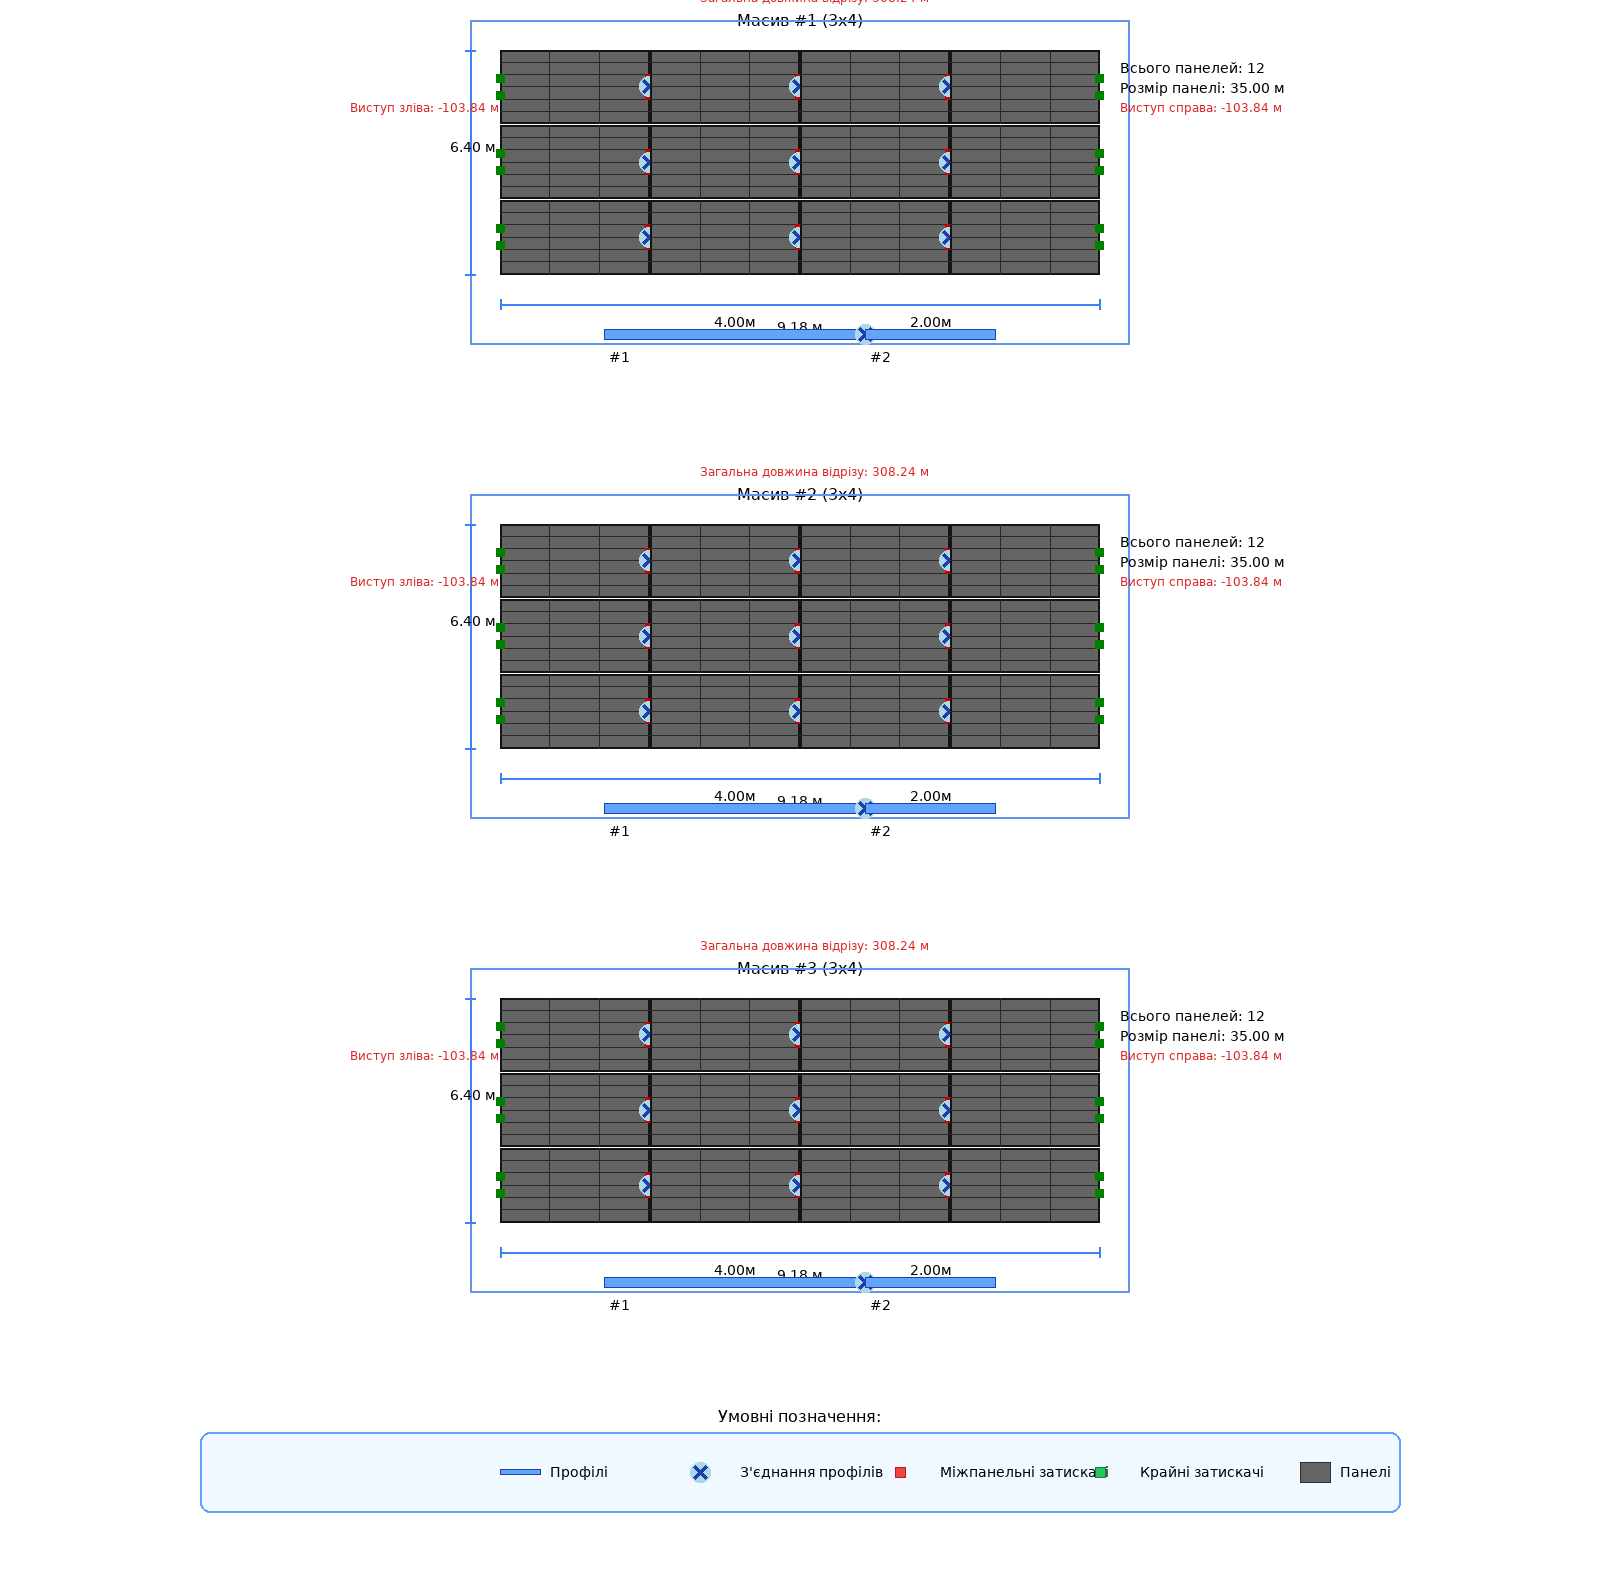 Масив #1 (3x4)
Всього панелей: 12
Розмір панелі: 35.00 м
Виступ зліва: -103.84 м
Виступ справа: -103.84 м
6.40 м
4.00м
9.18 м
2.00м
#1
#2
Загальна довжина відрізу: 308.24 м
Масив #2 (3x4)
Всього панелей: 12
Розмір панелі: 35.00 м
Виступ зліва: -103.84 м
Виступ справа: -103.84 м
6.40 м
4.00м
9.18 м
2.00м
#1
#2
Загальна довжина відрізу: 308.24 м
Масив #3 (3x4)
Всього панелей: 12
Розмір панелі: 35.00 м
Виступ зліва: -103.84 м
Виступ справа: -103.84 м
6.40 м
4.00м
9.18 м
2.00м
#1
#2
Умовні позначення:
Профілі
З'єднання профілів
Міжпанельні затискачі
Крайні затискачі
Панелі